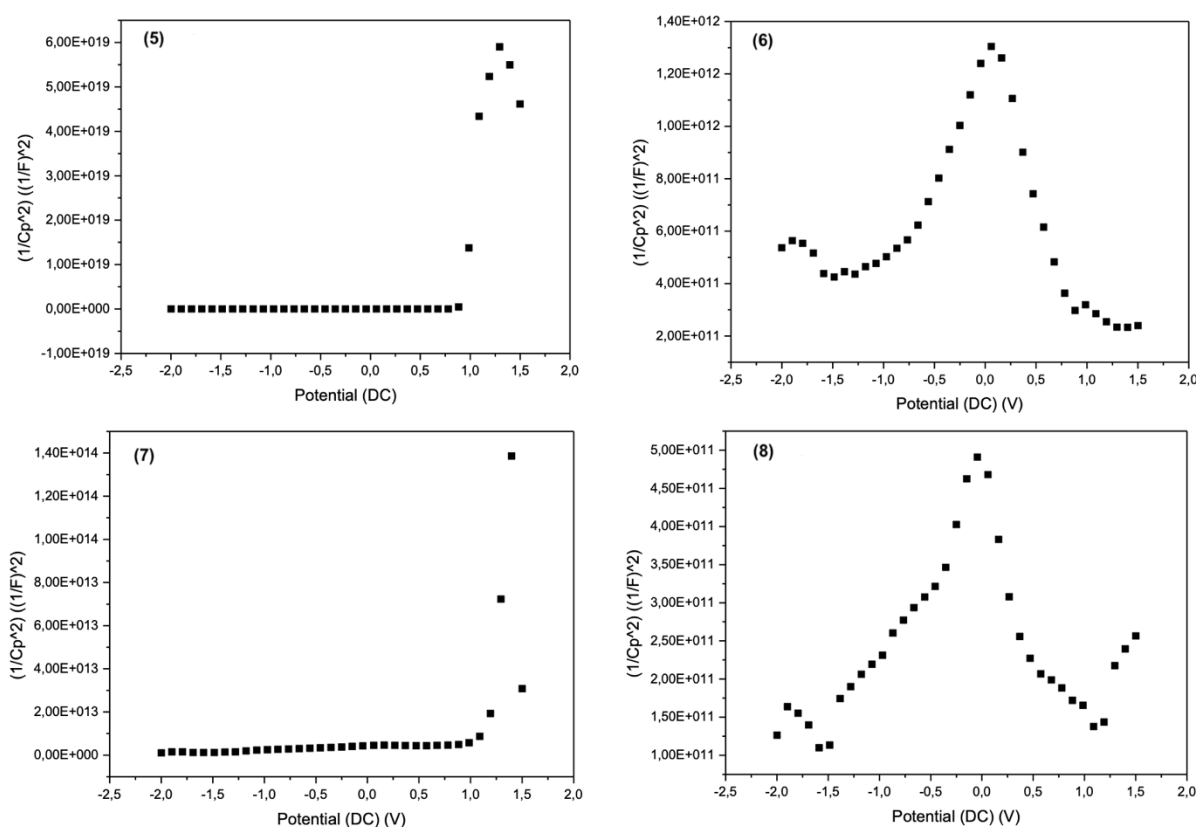 (5)
6,00E+019
5,00E+019
4,00E+019
3,00E+019
2,00E+019
1,00E+019
0,00E+000
-1,00E+019
(1/Cp^2) ((1/F)^2)
-2,5 -2,0 -1,5 -1,0 -0,5 0,0 0,5 1,0 1,5 2,0
Potential (DC)
(6)
1,40E+012
1,20E+012
1,00E+012
8,00E+011
6,00E+011
4,00E+011
2,00E+011
(1/Cp^2) ((1/F)^2)
-2,5 -2,0 -1,5 -1,0 -0,5 0,0 0,5 1,0 1,5 2,0
Potential (DC) (V)
(7)
1,40E+014
1,20E+014
1,00E+014
8,00E+013
6,00E+013
4,00E+013
2,00E+013
0,00E+000
(1/Cp^2) ((1/F)^2)
-2,5 -2,0 -1,5 -1,0 -0,5 0,0 0,5 1,0 1,5 2,0
Potential (DC) (V)
(8)
5,00E+011
4,50E+011
4,00E+011
3,50E+011
3,00E+011
2,50E+011
2,00E+011
1,50E+011
1,00E+011
(1/Cp^2) ((1/F)^2)
-2,5 -2,0 -1,5 -1,0 -0,5 0,0 0,5 1,0 1,5 2,0
Potential (DC) (V)